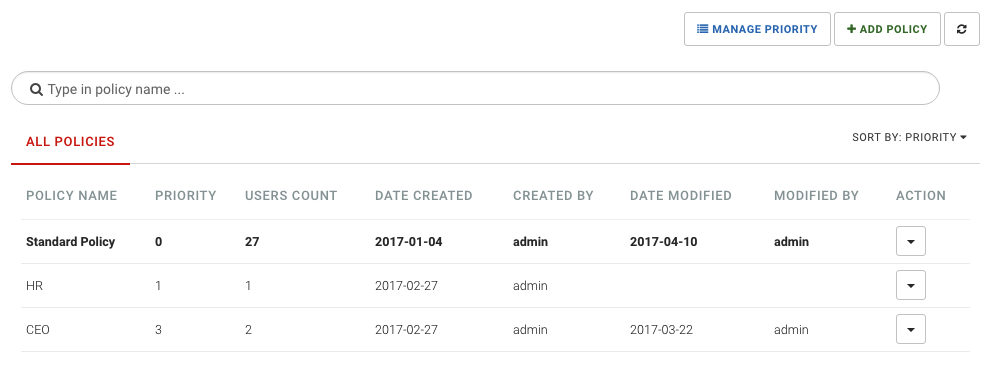 MANAGE PRIORITY + ADD POLICY
Type in policy name ...
ALL POLICIES SORT BY: PRIORITY
POLICY NAME PRIORITY USERS COUNT DATE CREATED CREATED BY DATE MODIFIED MODIFIED BY ACTION
Standard Policy 0 27 2017-01-04 admin 2017-04-10 admin
HR 1 1 2017-02-27 admin
CEO 3 2 2017-02-27 admin 2017-03-22 admin